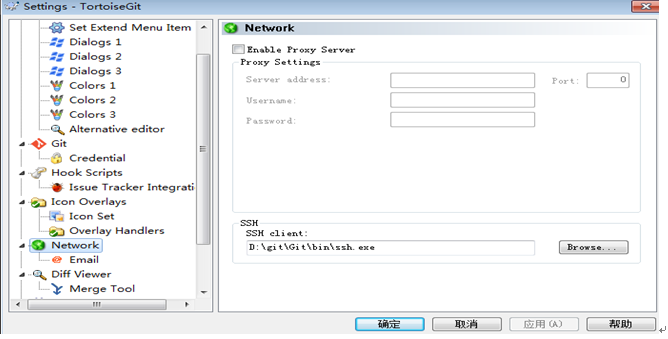 Settings - TortoiseGit
Set Extend Menu Item
Dialogs 1
Dialogs 2
Dialogs 3
Colors 1
Colors 2
Colors 3
Alternative editor
Git
Credential
Hook Scripts
Issue Tracker Integrati
Icon Overlays
Icon Set
Overlay Handlers
Network
Email
Diff Viewer
Merge Tool
Network
Enable Proxy Server
Proxy Settings
Server address:
Port: 0
Username:
Password:
SSH
SSH client:
D:\git\Git\bin\ssh.exe
Browse...
确定 取消 应用(A) 帮助